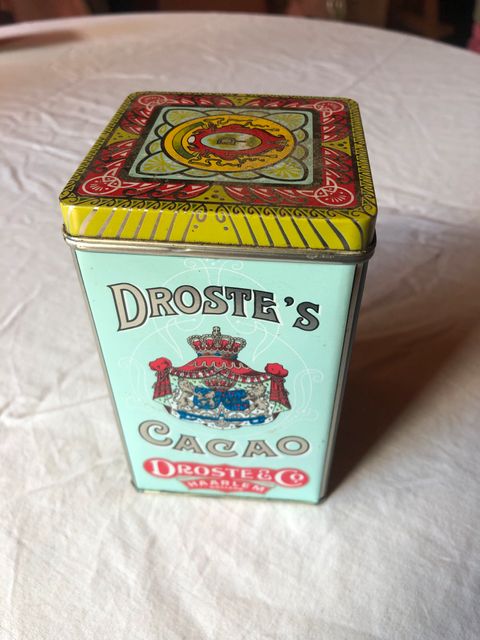 DROSTE'S
CACAO
DROSTE & Co
HAARLEM